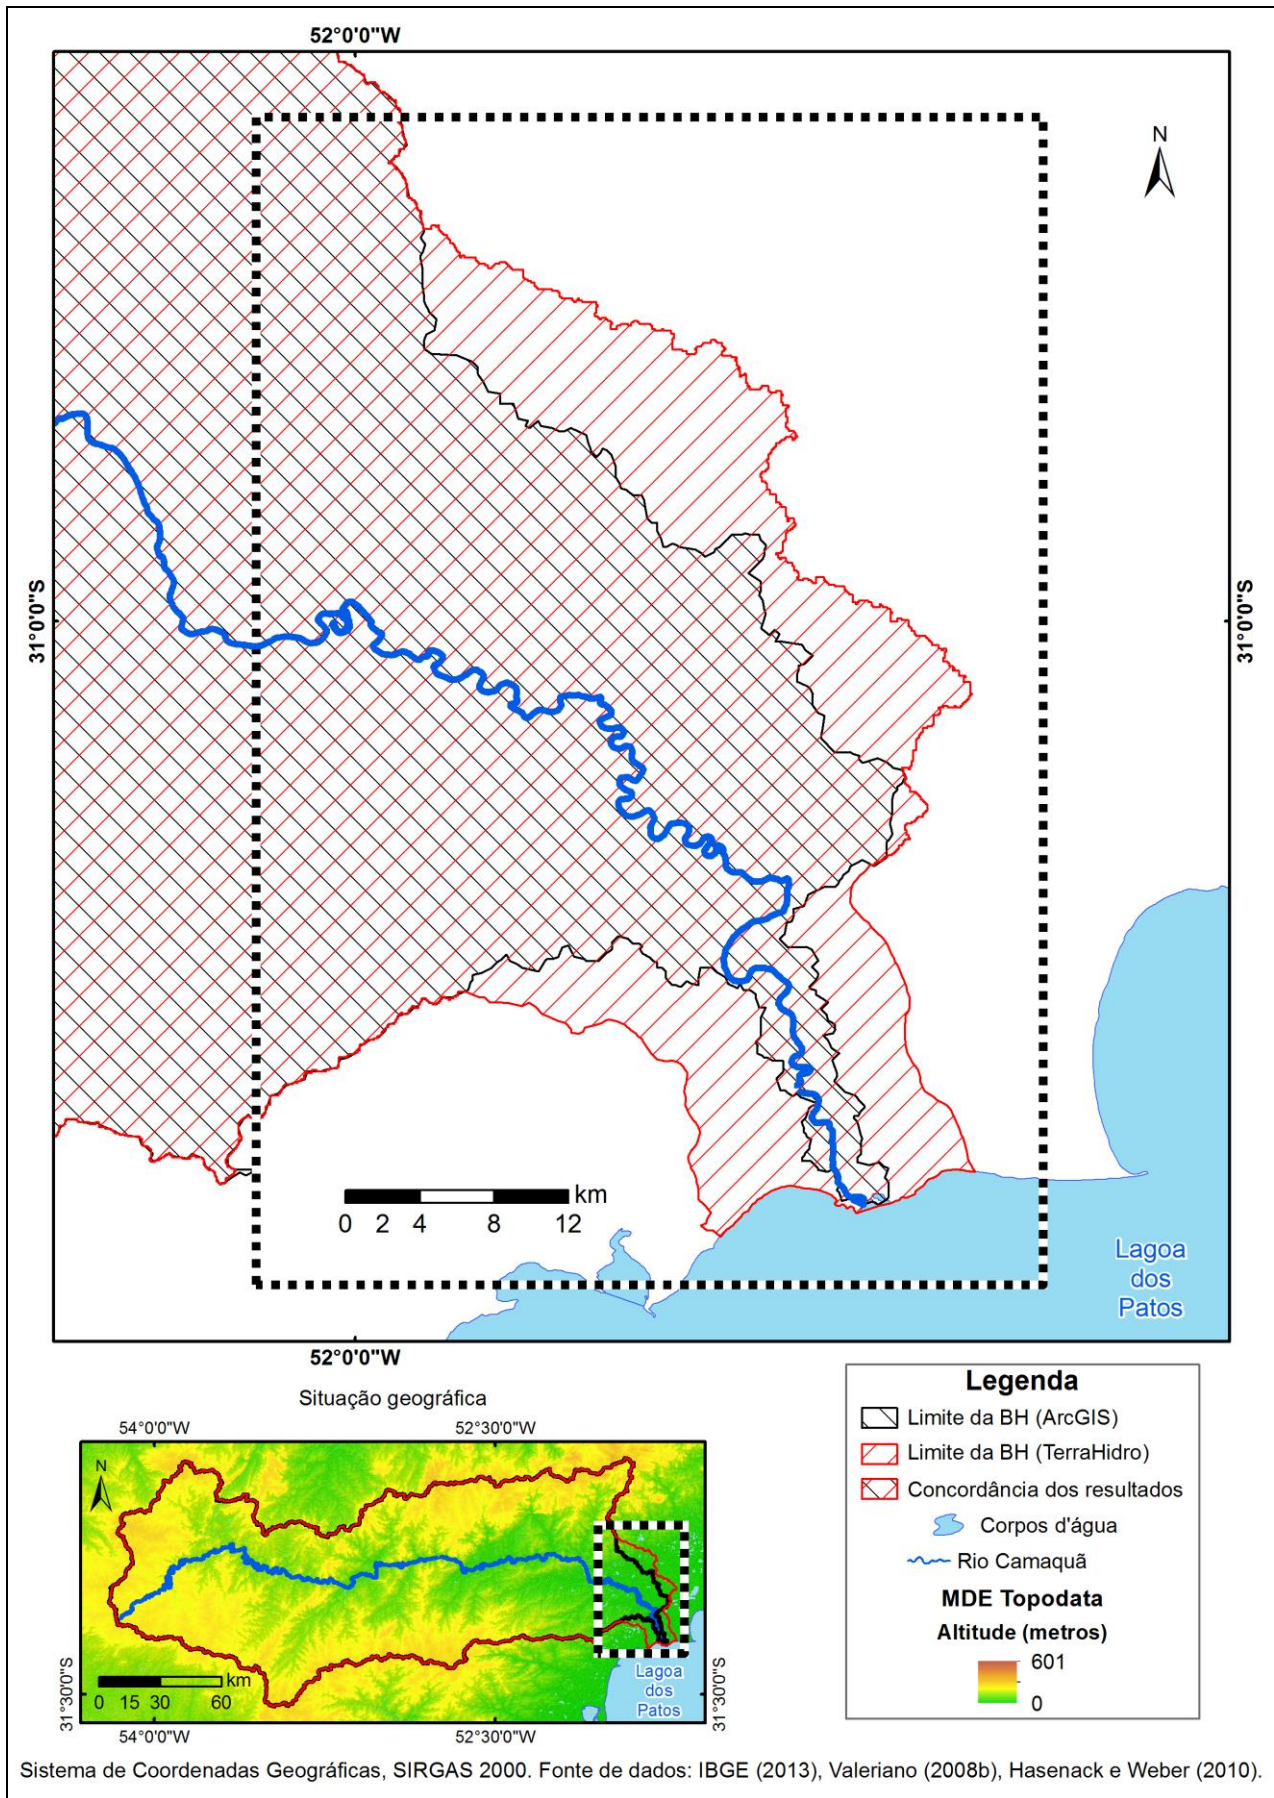 52°0'0"W
N
31°0'0"S
31°0'0"S
km
0 2 4 8 12
Lagoa
dos
Patos
52°0'0"W
Situação geográfica
54°0'0"W 52°30'0"W
N
km
0 15 30 60
Lagoa
dos
Patos
31°30'0"S
31°30'0"S
54°0'0"W 52°30'0"W
Legenda
Limite da BH (ArcGIS)
Limite da BH (TerraHidro)
Concordância dos resultados
Corpos d'água
Rio Camaquã
MDE Topodata
Altitude (metros)
601
0
Sistema de Coordenadas Geográficas, SIRGAS 2000. Fonte de dados: IBGE (2013), Valeriano (2008b), Hasenack e Weber (2010).